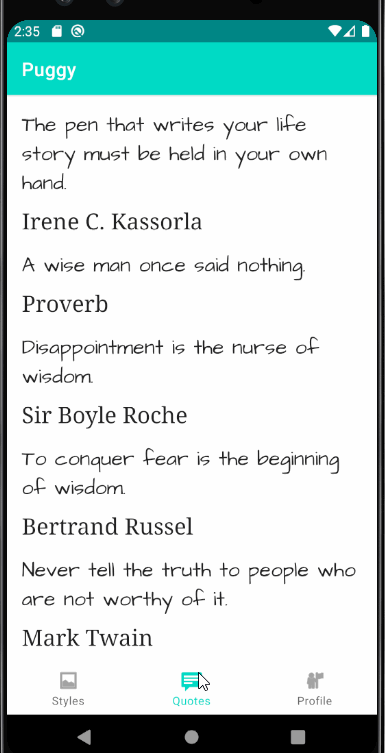 2:35
Puggy
The pen that writes your life
story must be held in your own
hand.
Irene C. Kassorla
A wise man once said nothing.
Proverb
Disappointment is the nurse of
wisdom.
Sir Boyle Roche
To conquer fear is the beginning
of wisdom.
Bertrand Russel
Never tell the truth to people who
are not worthy of it.
Mark Twain
Styles
Quotes
Profile